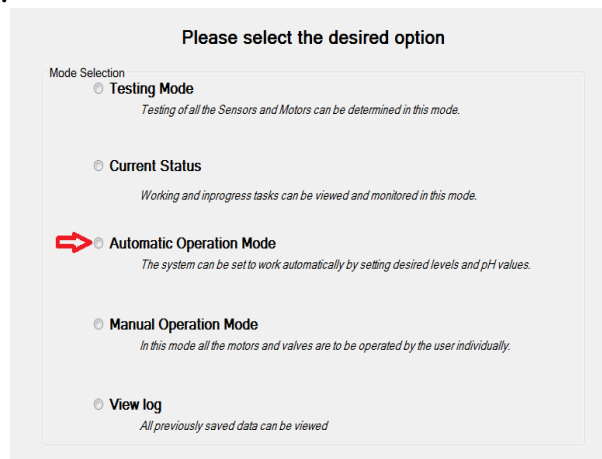 Please select the desired option
Mode Selection
Testing Mode
Testing of all the Sensors and Motors can be determined in this mode.
Current Status
Working and inprogress tasks can be viewed and monitored in this mode.
Automatic Operation Mode
The system can be set to work automatically by setting desired levels and pH values.
Manual Operation Mode
In this mode all the motors and valves are to be operated by the user individually.
View log
All previously saved data can be viewed